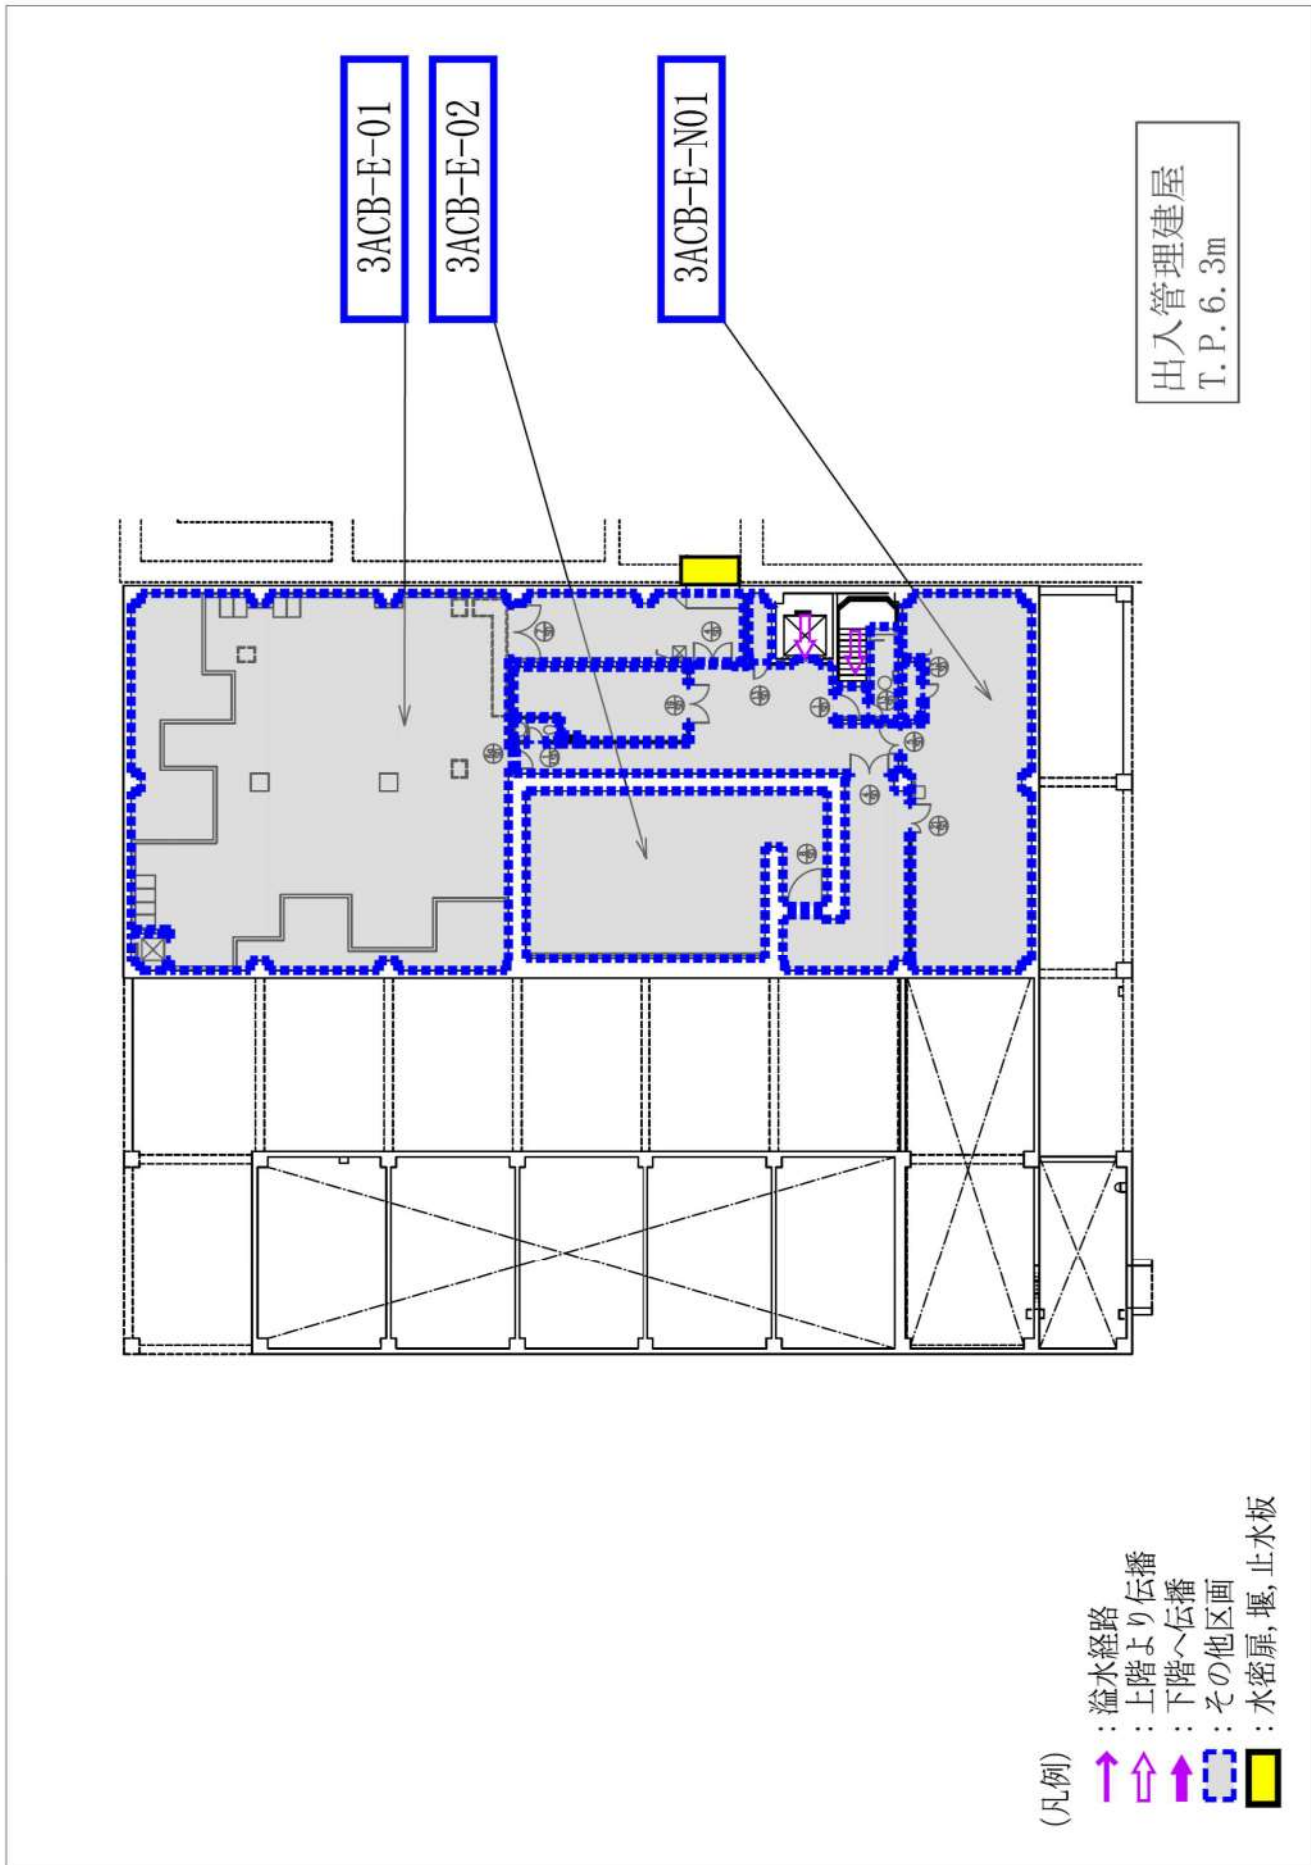 3ACB-E-01
3ACB-E-02
3ACB-E-N01
出入管理建屋
T.P.6.3m
(凡例)
：溢水経路
：上階より伝播
：下階へ伝播
：その他区画
：水密扉,堰,止水板